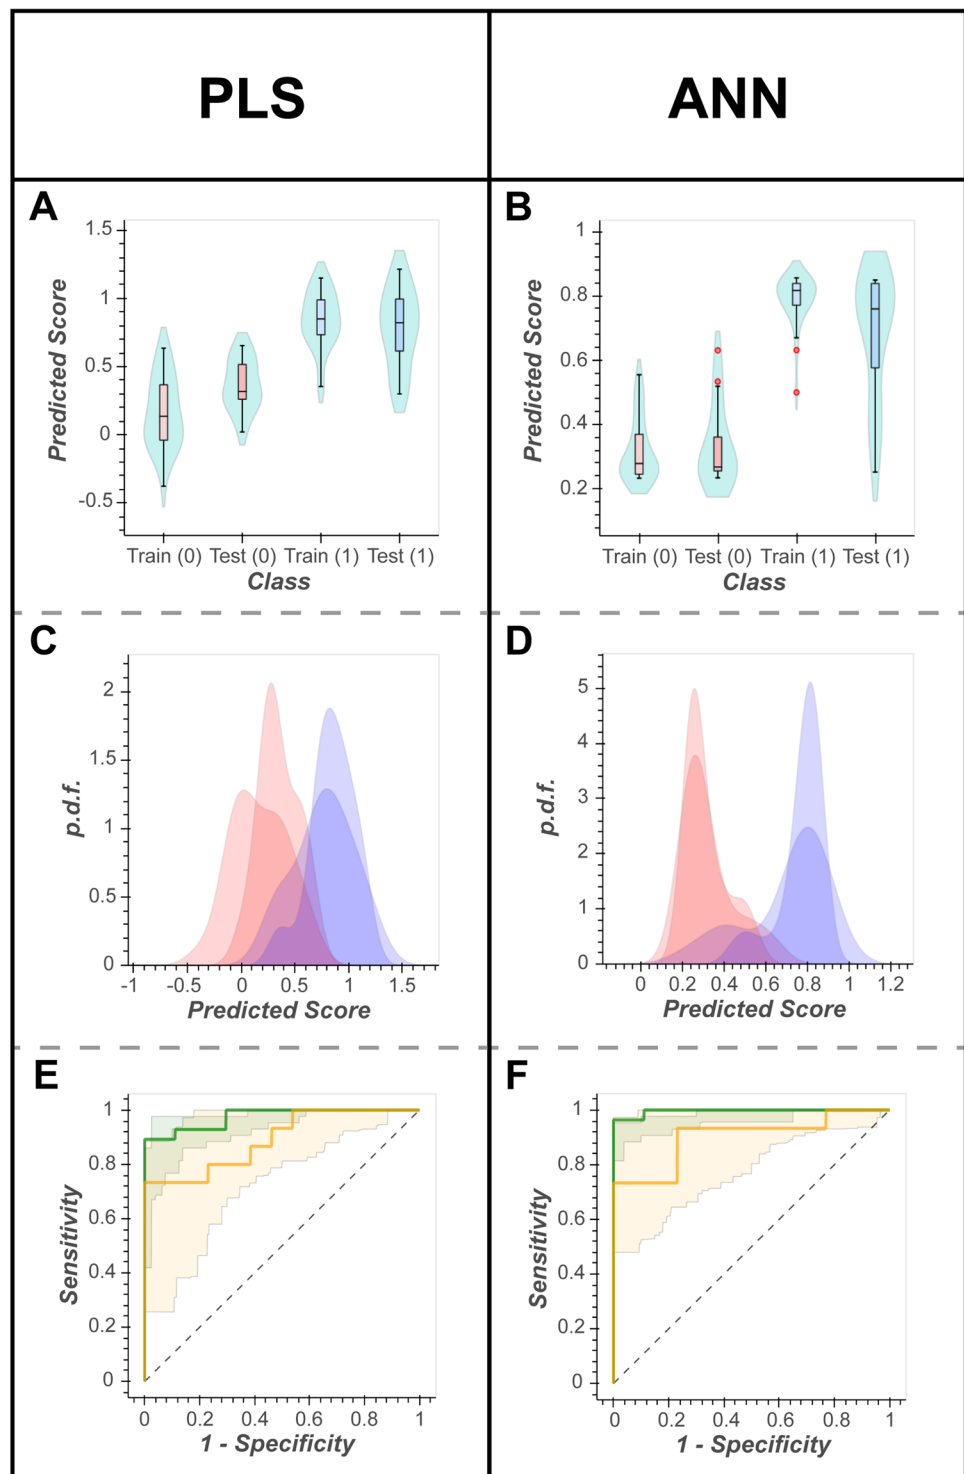 PLS
ANN
A
Predicted Score
1.5
1
0.5
0
-0.5
Train (0) Test (0) Train (1) Test (1)
Class
B
Predicted Score
1
0.8
0.6
0.4
0.2
Train (0) Test (0) Train (1) Test (1)
Class
C
p.d.f.
2
1.5
1
0.5
0
-1 -0.5 0 0.5 1 1.5
Predicted Score
D
p.d.f.
5
4
3
2
1
0
0 0.2 0.4 0.6 0.8 1 1.2
Predicted Score
E
Sensitivity
1
0.8
0.6
0.4
0.2
0
0 0.2 0.4 0.6 0.8 1
1 - Specificity
F
Sensitivity
1
0.8
0.6
0.4
0.2
0
0 0.2 0.4 0.6 0.8 1
1 - Specificity